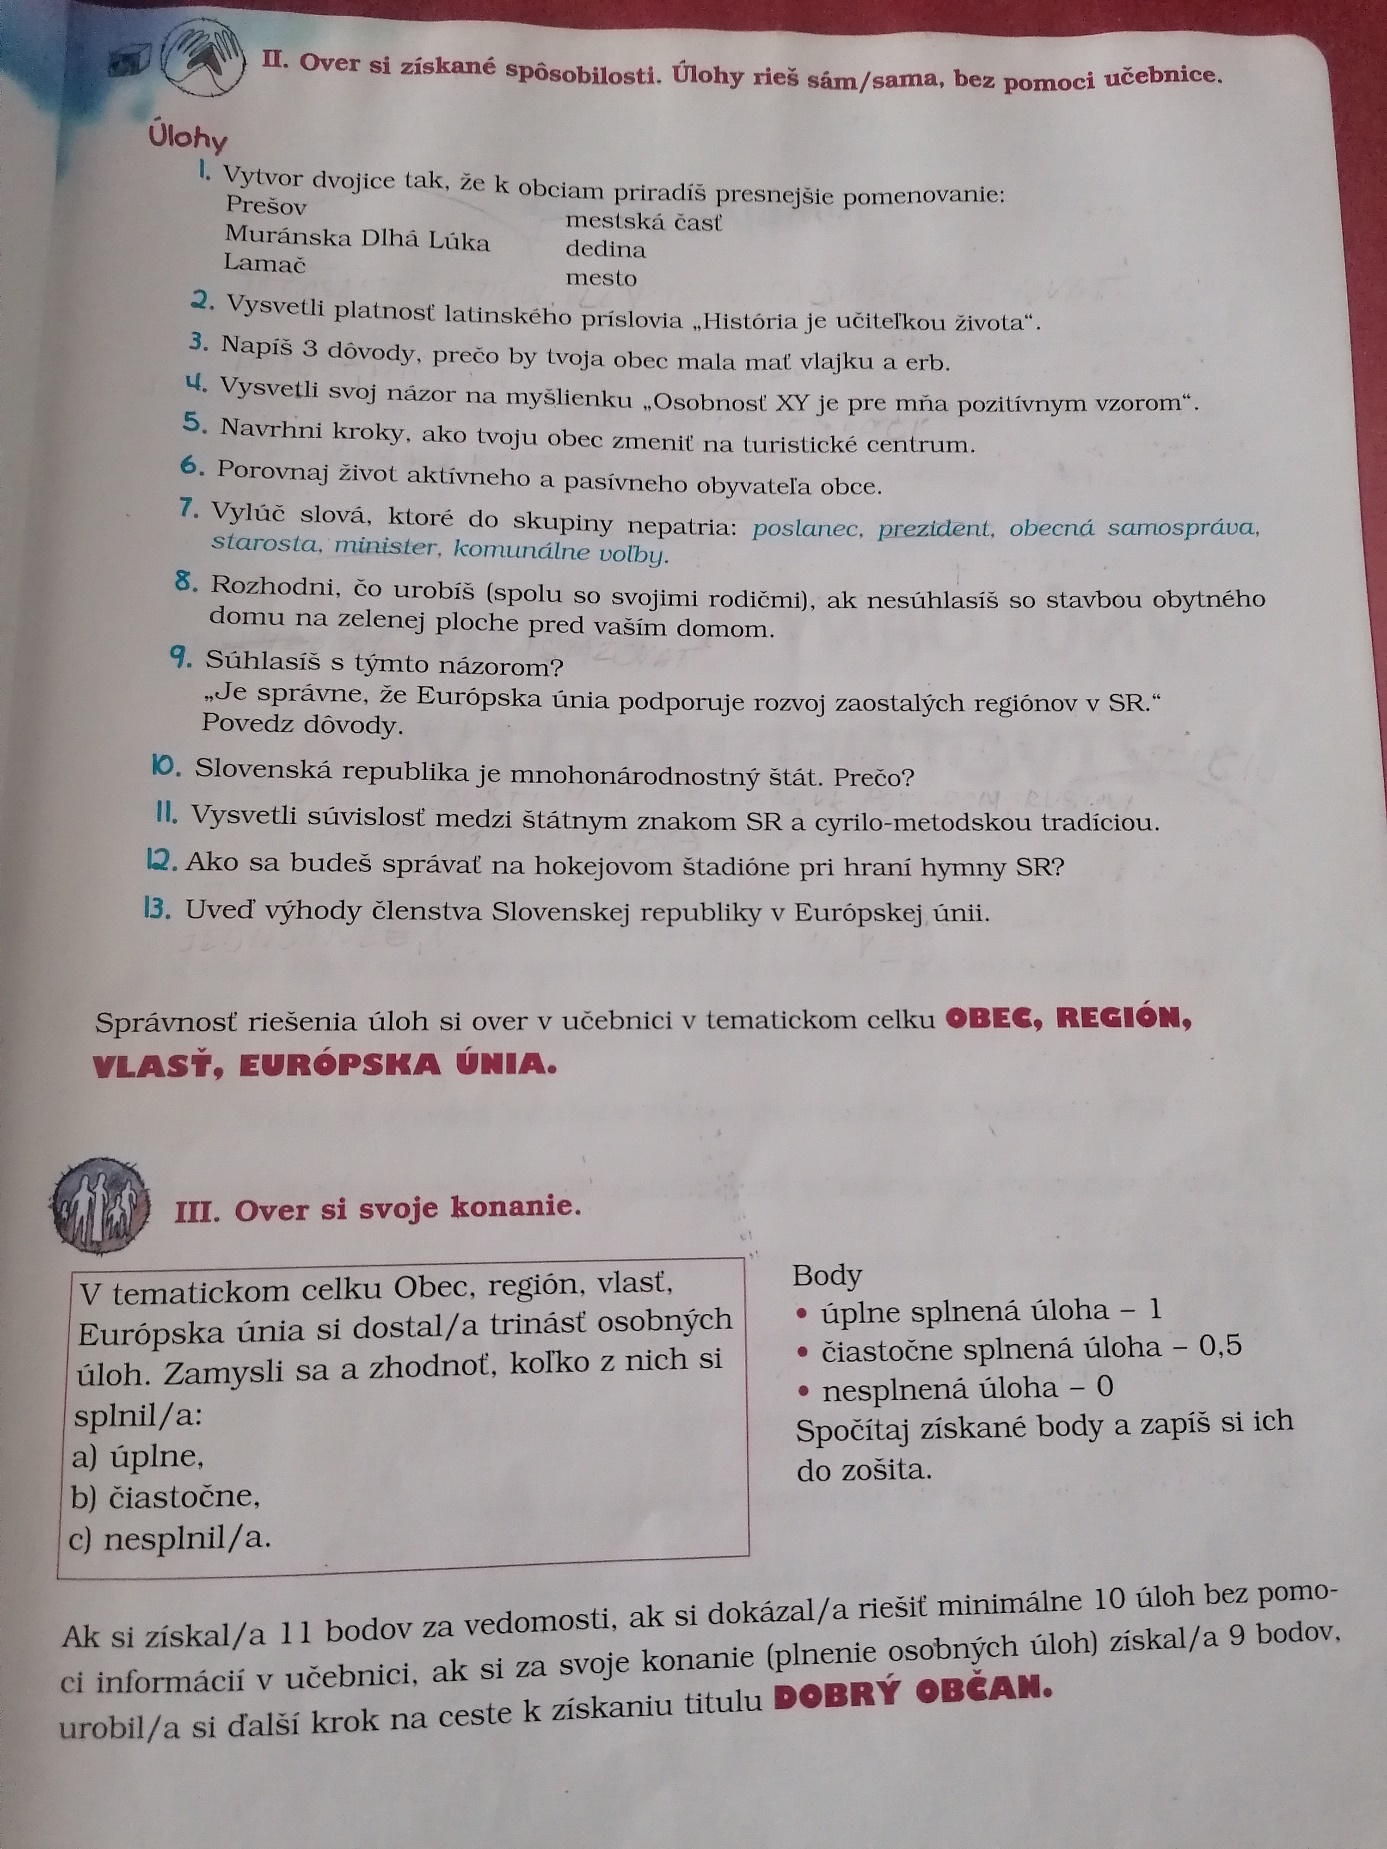 II. Over si získané spôsobilosti. Úlohy rieš sám/sama, bez pomoci učebnice.
Úlohy
1. Vytvor dvojice tak, že k obciam priradíš presnejšie pomenovanie:
Prešov
mestská časť
Muránska Dlhá Lúka
dedina
Lamač
mesto
2. Vysvetli platnosť latinského príslovia „História je učiteľkou života“.
3. Napíš 3 dôvody, prečo by tvoja obec mala mať vlajku a erb.
4. Vysvetli svoj názor na myšlienku „Osobnosť XY je pre mňa pozitívnym vzorom“.
5. Navrhni kroky, ako tvoju obec zmeniť na turistické centrum.
6. Porovnaj život aktívneho a pasívneho obyvateľa obce.
7. Vylúč slová, ktoré do skupiny nepatria: poslanec, prezident, obecná samospráva,
starosta, minister, komunálne voľby.
8. Rozhodni, čo urobíš (spolu so svojimi rodičmi), ak nesúhlasíš so stavbou obytného
domu na zelenej ploche pred vaším domom.
9. Súhlasíš s týmto názorom?
„Je správne, že Európska únia podporuje rozvoj zaostalých regiónov v SR.“
Povedz dôvody.
10. Slovenská republika je mnohonárodnostný štát. Prečo?
11. Vysvetli súvislosť medzi štátnym znakom SR a cyrilo-metodskou tradíciou.
12. Ako sa budeš správať na hokejovom štadióne pri hraní hymny SR?
13. Uveď výhody členstva Slovenskej republiky v Európskej únii.
Správnosť riešenia úloh si over v učebnici v tematickom celku OBEC, REGIÓN,
VLASŤ, EURÓPSKA ÚNIA.
III. Over si svoje konanie.
V tematickom celku Obec, región, vlasť,
Európska únia si dostal/a trinásť osobných
úloh. Zamysli sa a zhodnoť, koľko z nich si
splnil/a:
a) úplne,
b) čiastočne,
c) nesplnil/a.
Body
• úplne splnená úloha – 1
• čiastočne splnená úloha – 0,5
• nesplnená úloha – 0
Spočítaj získané body a zapíš si ich
do zošita.
Ak si získal/a 11 bodov za vedomosti, ak si dokázal/a riešiť minimálne 10 úloh bez pomo-
ci informácií v učebnici, ak si za svoje konanie (plnenie osobných úloh) získal/a 9 bodov,
urobil/a si ďalší krok na ceste k získaniu titulu DOBRÝ OBČAN.